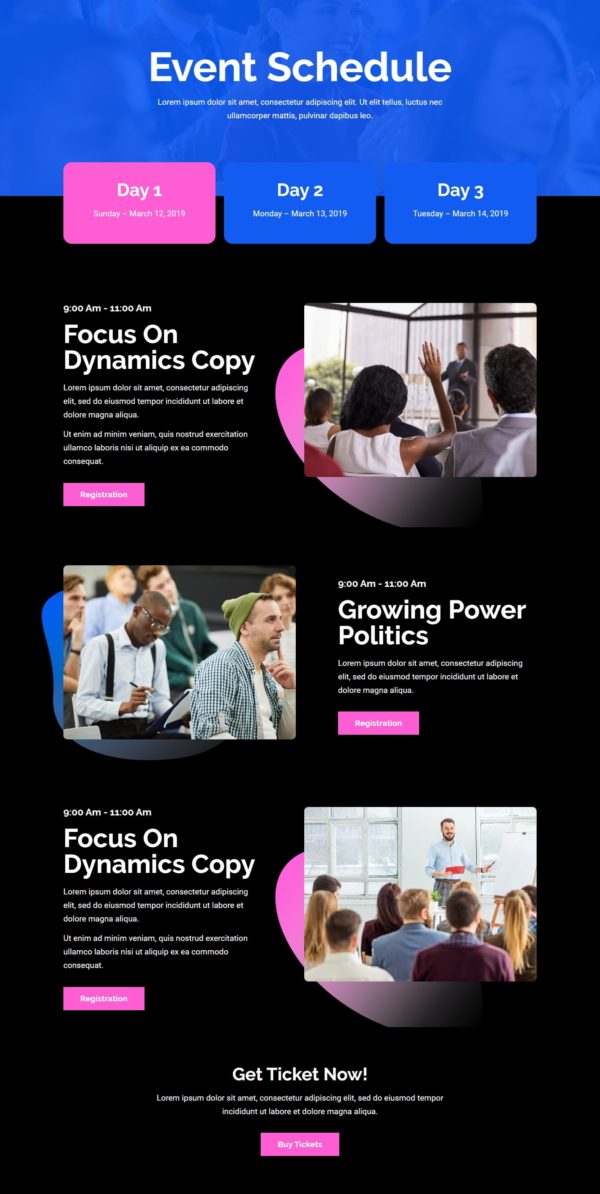 Event Schedule
Lorem ipsum dolor sit amet, consectetur adipiscing elit. Ut elit tellus, luctus nec
ullamcorper mattis, pulvinar dapibus leo.
Day 1
Sunday – March 12, 2019
Day 2
Monday – March 13, 2019
Day 3
Tuesday – March 14, 2019
9:00 Am - 11:00 Am
Focus On
Dynamics Copy
Lorem ipsum dolor sit amet, consectetur adipiscing
elit, sed do eiusmod tempor incididunt ut labore et
dolore magna aliqua.
Ut enim ad minim veniam, quis nostrud exercitation
ullamco laboris nisi ut aliquip ex ea commodo
consequat.
Registration
9:00 Am - 11:00 Am
Growing Power
Politics
Lorem ipsum dolor sit amet, consectetur adipiscing
elit, sed do eiusmod tempor incididunt ut labore et
dolore magna aliqua.
Registration
9:00 Am - 11:00 Am
Focus On
Dynamics Copy
Lorem ipsum dolor sit amet, consectetur adipiscing
elit, sed do eiusmod tempor incididunt ut labore et
dolore magna aliqua.
Ut enim ad minim veniam, quis nostrud exercitation
ullamco laboris nisi ut aliquip ex ea commodo
consequat.
Registration
Get Ticket Now!
Lorem ipsum dolor sit amet, consectetur adipiscing elit, sed do eiusmod tempor
incididunt ut labore et dolore magna aliqua.
Buy Tickets